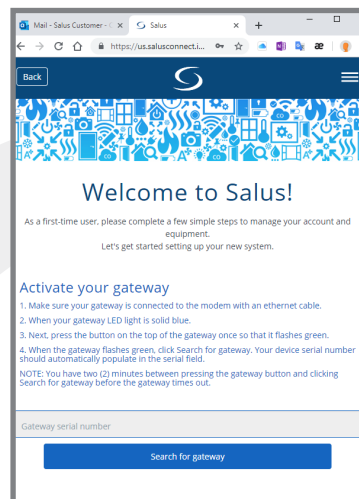 Mail - Salus Customer - 
Salus
https://us.salusconnect.i...
Back
Welcome to Salus!
As a first-time user, please complete a few simple steps to manage your account and
equipment.
Let's get started setting up your new system.
Activate your gateway
1. Make sure your gateway is connected to the modem with an ethernet cable.
2. When your gateway LED light is solid blue.
3. Next, press the button on the top of the gateway once so that it flashes green.
4. When the gateway flashes green, click Search for gateway. Your device serial number
should automatically populate in the serial field.
NOTE: You have two (2) minutes between pressing the gateway button and clicking
Search for gateway before the gateway times out.
Gateway serial number
Search for gateway